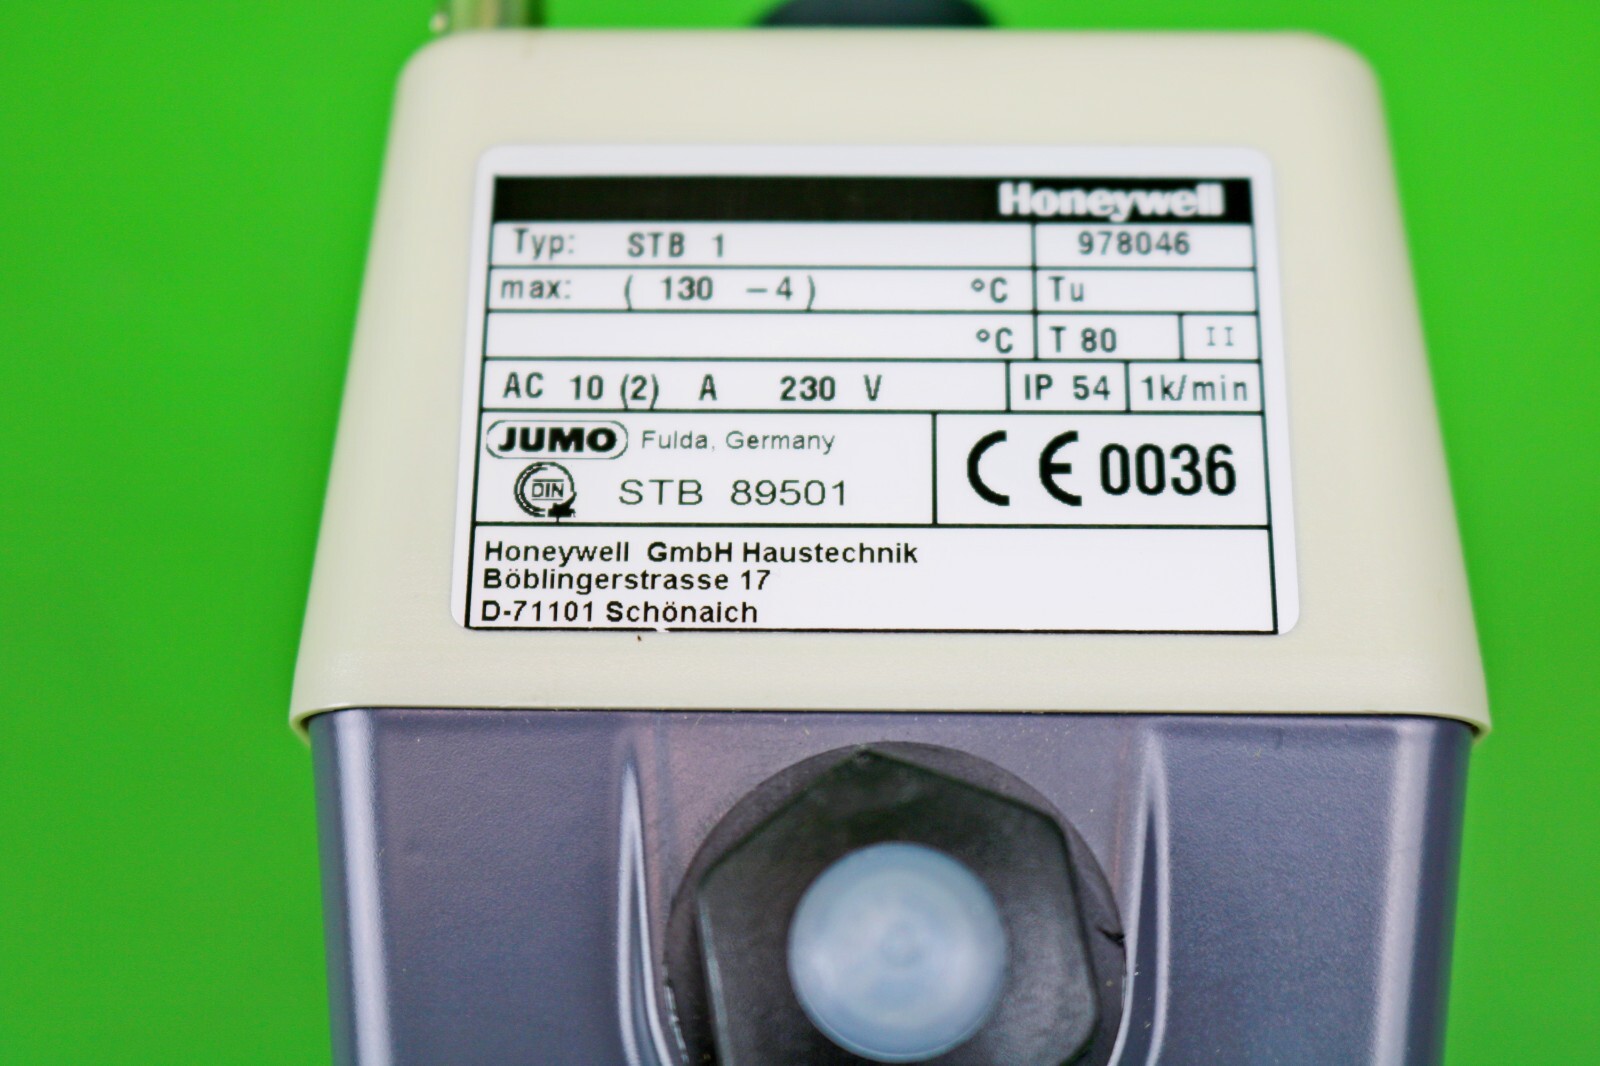 Honeywell
Typ: STB 1 978046
max: ( 130 – 4 ) °C Tu
°C T 80 II
AC 10 (2) A 230 V IP 54 1k/min
JUMO Fulda, Germany
DIN STB 89501
CE 0036
Honeywell GmbH Haustechnik
Böblingerstrasse 17
D-71101 Schönaich